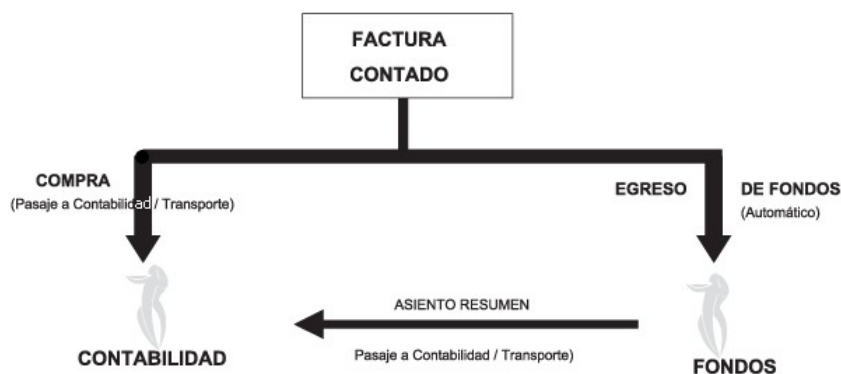 FACTURA
CONTADO
COMPRA
(Pasaje a Contabilidad / Transporte)
EGRESO DE FONDOS
(Automático)
ASIENTO RESUMEN
Pasaje a Contabilidad / Transporte)
CONTABILIDAD
FONDOS